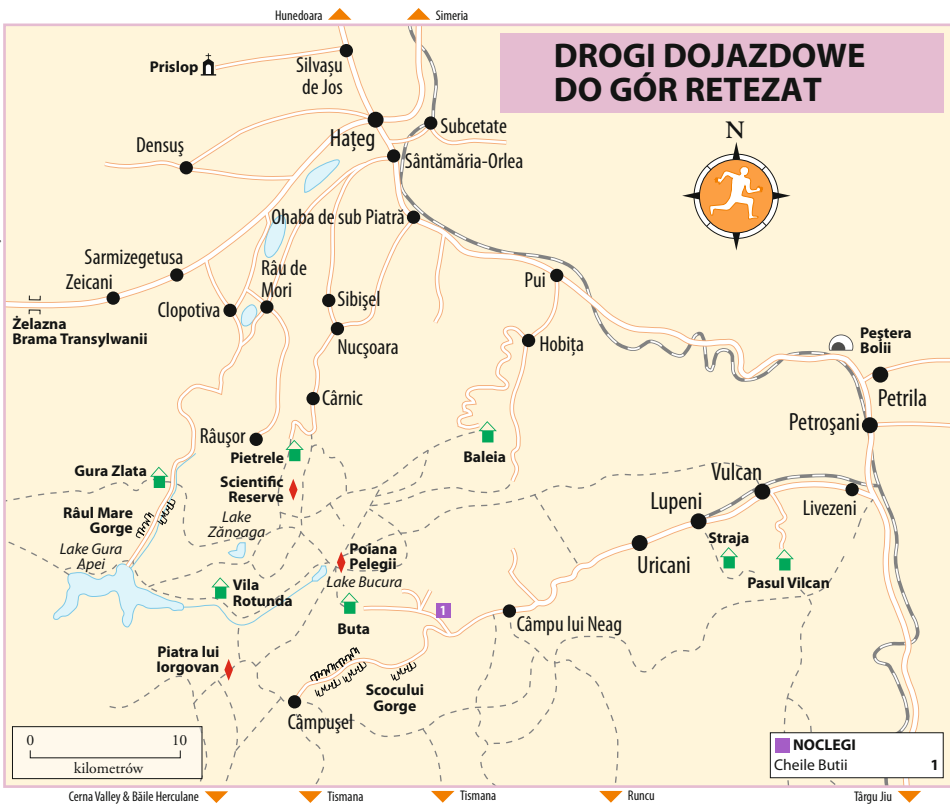 Hunedoara
Simeria
DROGI DOJAZDOWE
DO GÓR RETEZAT
Prislop
Silvaşu
de Jos
Haţeg
Subcetate
N
Densuş
Sântămăria-Orlea
Ohaba de sub Piatră
Sarmizegetusa
Zeicani
Râu de
Mori
Clopotiva
Sibişel
Pui
Żelazna
Brama Transylwanii
Nucşoara
Hobiţa
Peştera
Bolii
Petrila
Cârnic
Petroşani
Râuşor
Pietrele
Baleia
Gura Zlata
Scientific
Reserve
Vulcan
Râul Mare
Gorge
Lake
Zănoaga
Lupeni
Livezeni
Lake Gura
Apei
Poiana
Pelegii
Straja
Uricani
Lake Bucura
Pasul Vilcan
Vila
Rotunda
Buta
1
Câmpu lui Neag
Piatra lui
Iorgovan
Scocului
Gorge
Câmpuşel
0 10
kilometrów
NOCLEGI
Cheile Butii 1
Cerna Valley & Băile Herculane
Tismana
Tismana
Runcu
Târgu Jiu